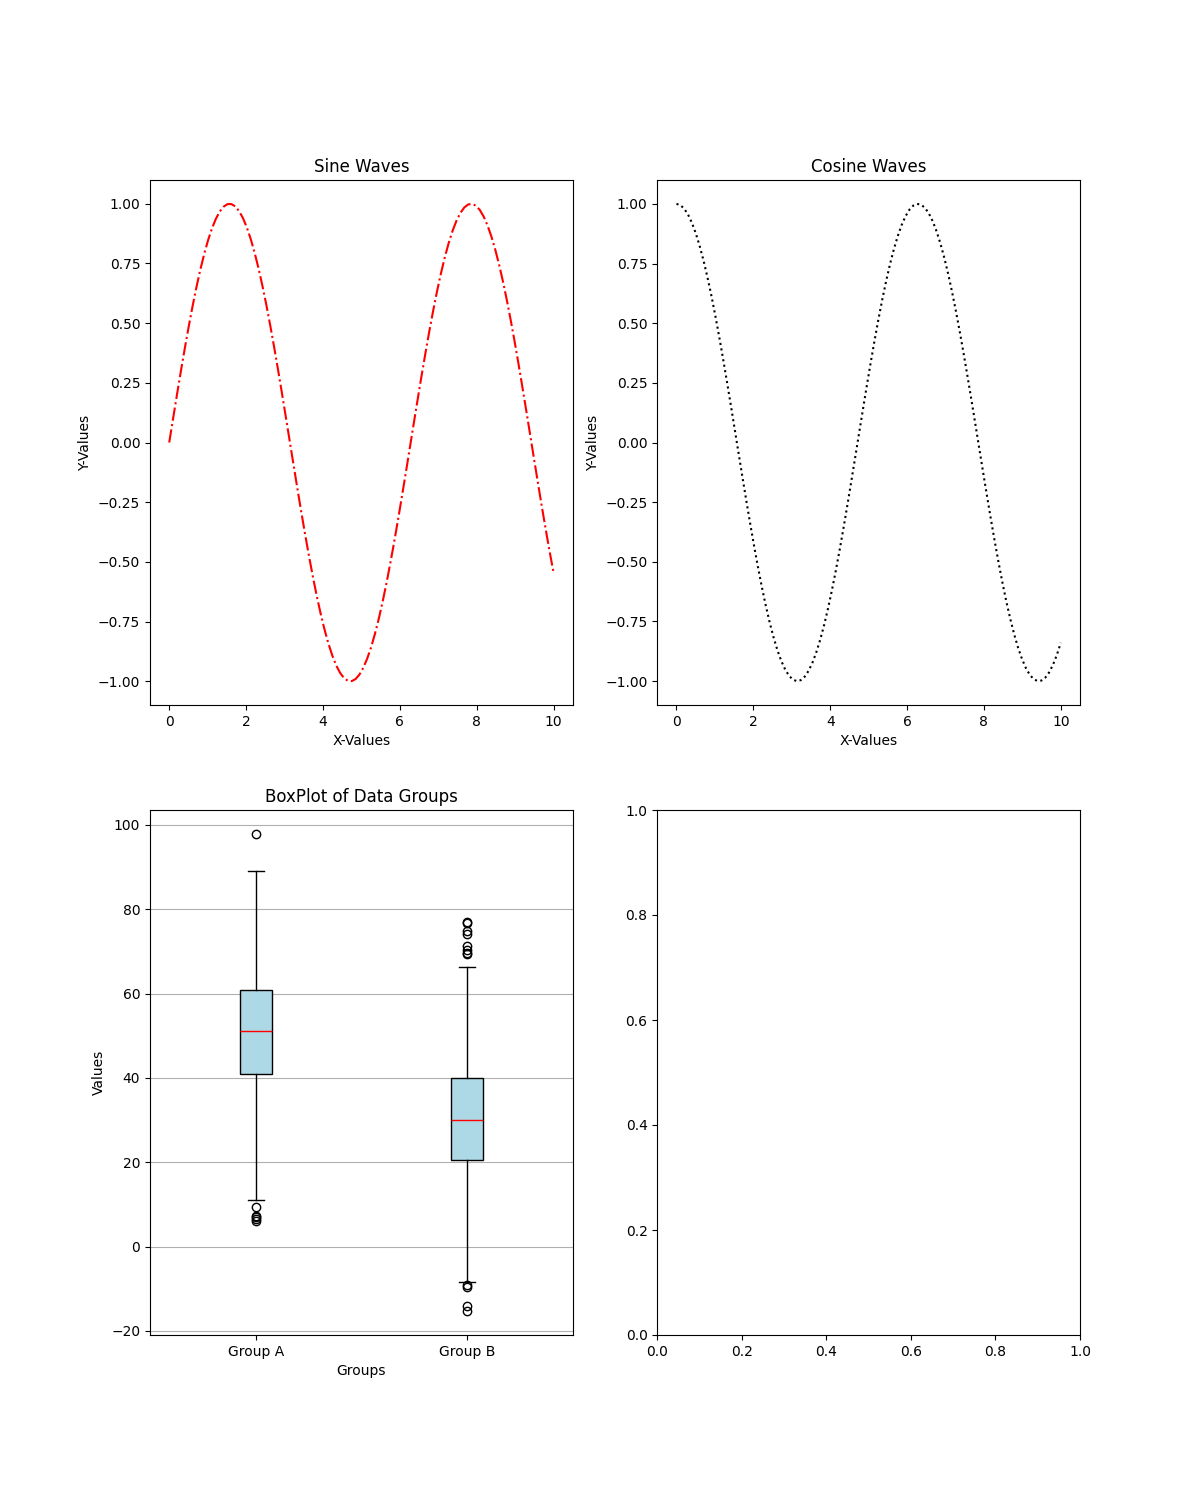 Sine Waves
1.00
0.75
0.50
0.25
0.00
−0.25
−0.50
−0.75
−1.00
Y-Values
0 2 4 6 8 10
X-Values
Cosine Waves
1.00
0.75
0.50
0.25
0.00
−0.25
−0.50
−0.75
−1.00
Y-Values
0 2 4 6 8 10
X-Values
BoxPlot of Data Groups
100
80
60
40
20
0
−20
Values
Group A Group B
Groups
1.0
0.8
0.6
0.4
0.2
0.0
0.0 0.2 0.4 0.6 0.8 1.0